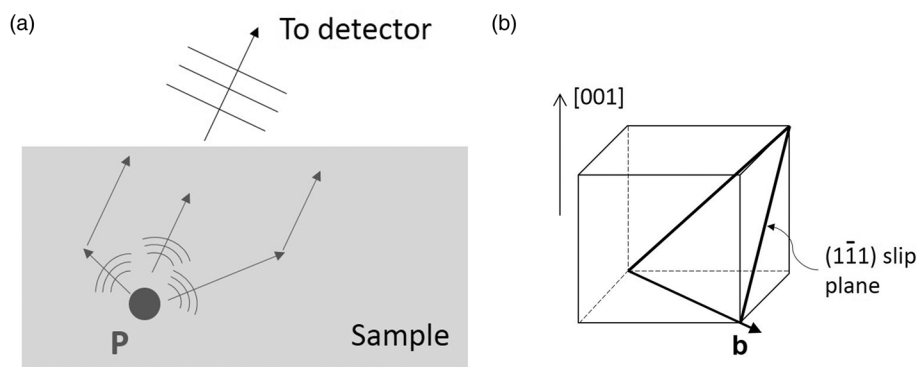 (a)
To detector
P
Sample
(b)
[001]
(11̅1) slip
plane
b